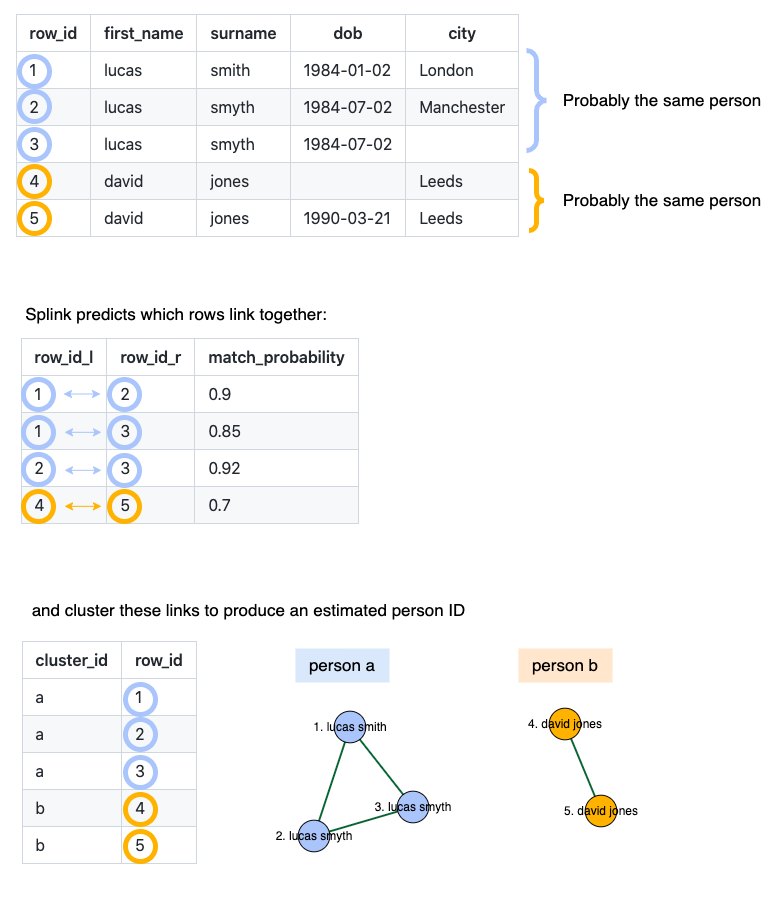 row_id first_name surname dob city
1 lucas smith 1984-01-02 London
2 lucas smyth 1984-07-02 Manchester
Probably the same person
3 lucas smyth 1984-07-02
4 david jones Leeds
5 david jones 1990-03-21 Leeds
Probably the same person
Splink predicts which rows link together:
row_id_l row_id_r match_probability
1 2 0.9
1 3 0.85
2 3 0.92
4 5 0.7
and cluster these links to produce an estimated person ID
cluster_id row_id
a 1
a 2
a 3
b 4
b 5
person a
1. lucas smith
3. lucas smyth
2. lucas smyth
person b
4. david jones
5. david jones